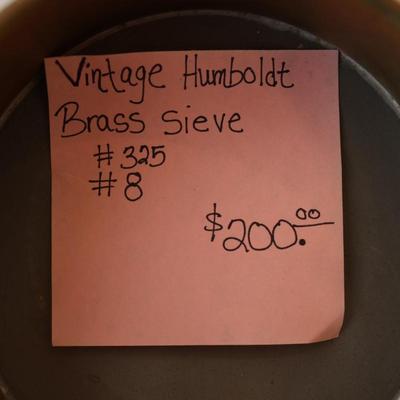 Vintage Humboldt
Brass Sieve
# 325
# 8
$200.00